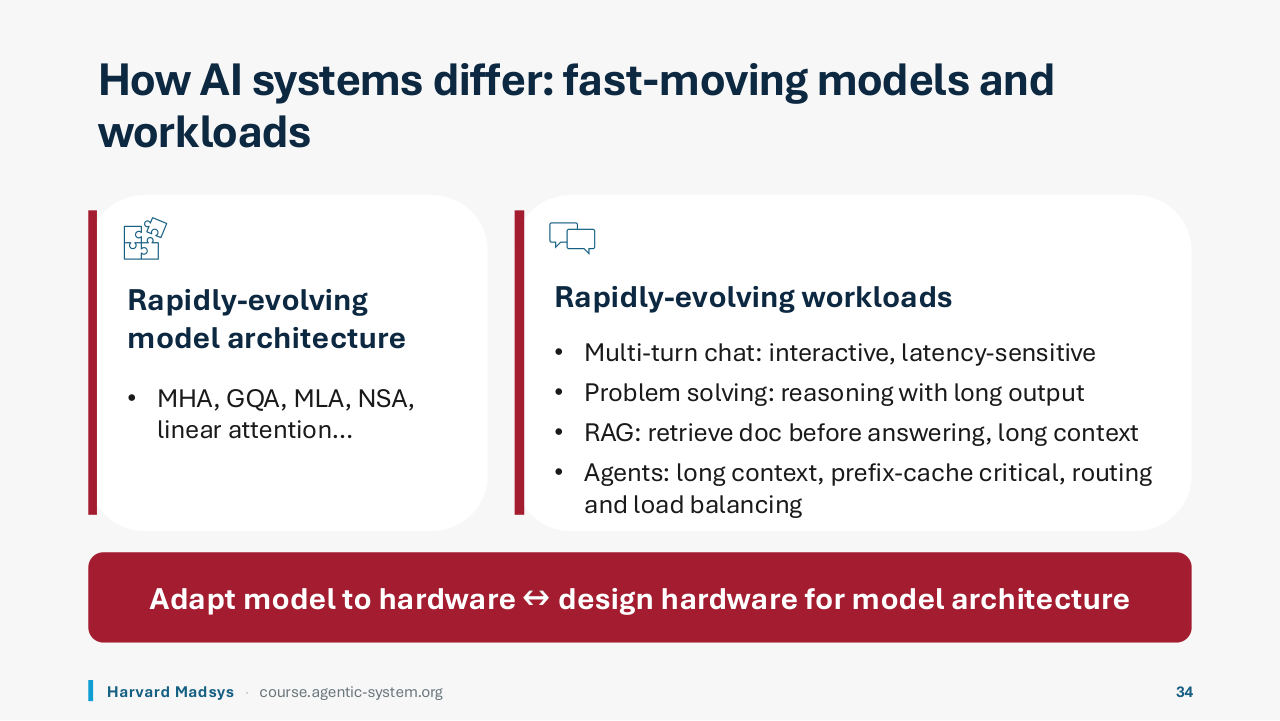 How AI systems differ: fast-moving models and
workloads
Rapidly-evolving
model architecture
• MHA, GQA, MLA, NSA,
linear attention…
Rapidly-evolving workloads
• Multi-turn chat: interactive, latency-sensitive
• Problem solving: reasoning with long output
• RAG: retrieve doc before answering, long context
• Agents: long context, prefix-cache critical, routing
and load balancing
Adapt model to hardware ↔ design hardware for model architecture
Harvard Madsys · course.agentic-system.org
34